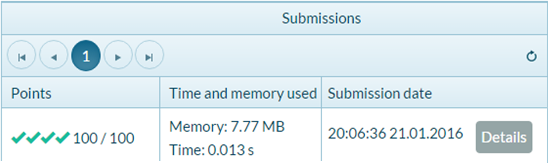 Submissions
1
Points Time and memory used Submission date
100 / 100 Memory: 7.77 MB 20:06:36 21.01.2016 Details
Time: 0.013 s